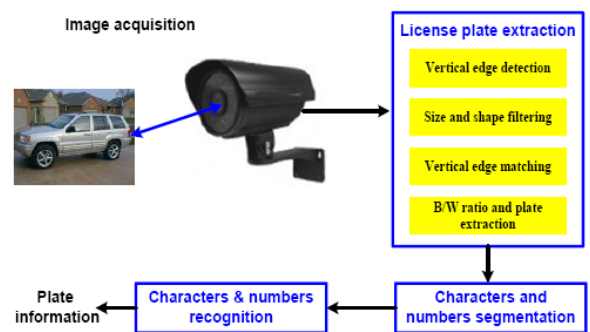 Image acquisition
License plate extraction
Vertical edge detection
Size and shape filtering
Vertical edge matching
B/W ratio and plate
extraction
Characters and
numbers segmentation
Characters & numbers
recognition
Plate
information